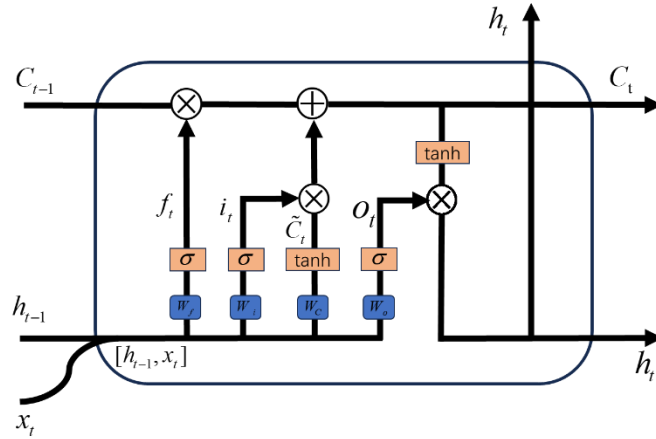 h_t
C_{t-1}
C_t
tanh
f_t
i_t
C̃_t
o_t
σ
σ
tanh
σ
W_f
W_i
W_C
W_o
h_{t-1}
[h_{t-1}, x_t]
h_t
x_t